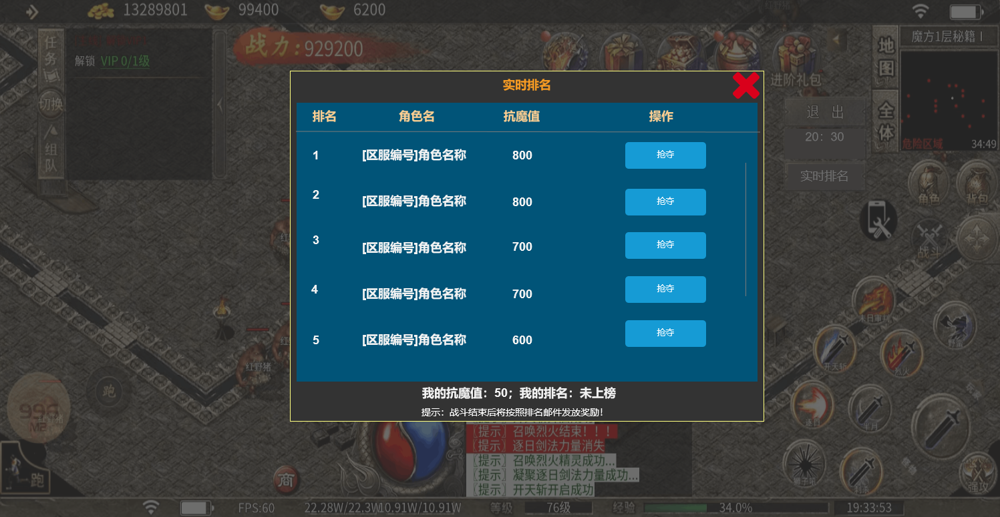 13289801 99400 6200
战力:929200
任务
解锁 VIP 0/1级
切换
组队
地图
魔方1层秘籍
全体
危险区域 34:49
进阶礼包
退 出
20：30
实时排名
角色 背包
战斗
末日审判
野蛮
开天斩 烈火
逐日 半月
狮子吼 刺杀 强攻
实时排名
排名 角色名 抗魔值 操作
1 [区服编号]角色名称 800 抢夺
2 [区服编号]角色名称 800 抢夺
3 [区服编号]角色名称 700 抢夺
4 [区服编号]角色名称 700 抢夺
5 [区服编号]角色名称 600 抢夺
我的抗魔值：50；我的排名：未上榜
提示：战斗结束后将按照排名邮件发放奖励！
红野猪
跑
996
M2
跑
商
[提示] 召唤烈火结束！！！
[提示] 逐日剑法力量消失
[提示] 召唤烈火精灵成功...
[提示] 凝聚逐日剑法力量成功...
[提示] 开天斩开启成功
FPS:60 22.28W/22.3W 10.91W/10.91W 等级 76级 经验 34.0% 19:33:53